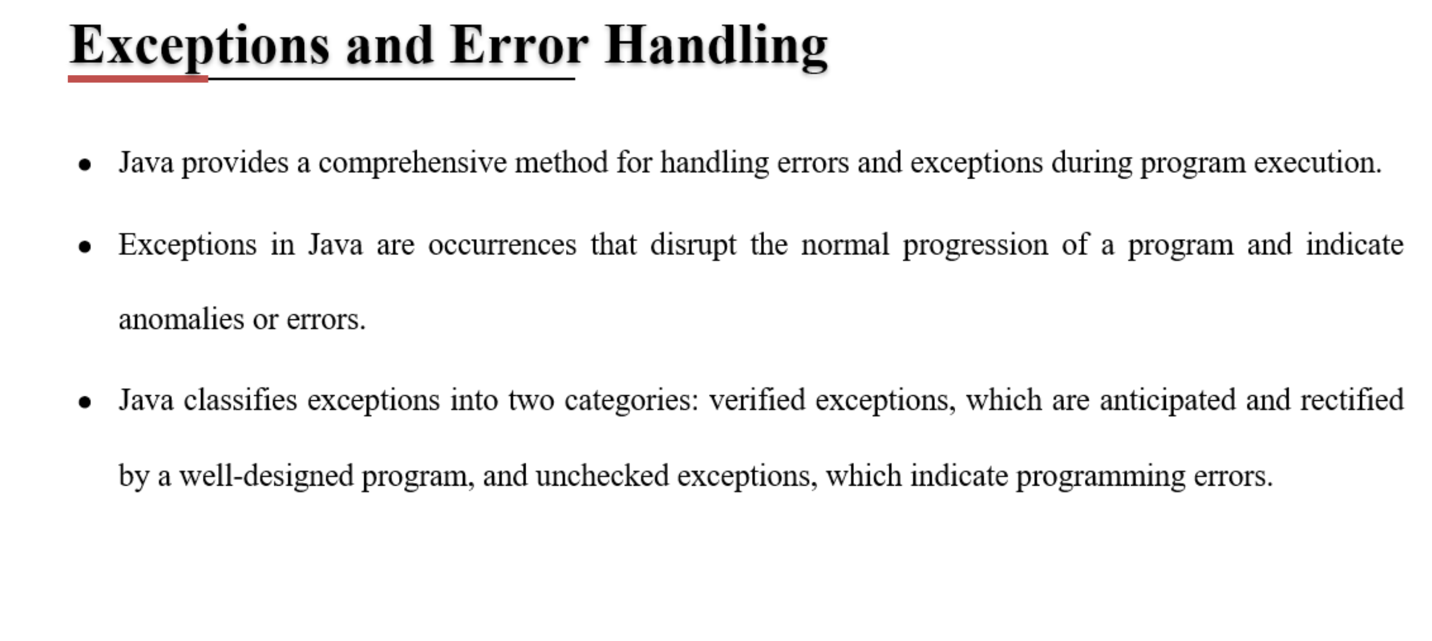 Exceptions and Error Handling
● Java provides a comprehensive method for handling errors and exceptions during program execution.
● Exceptions in Java are occurrences that disrupt the normal progression of a program and indicate
anomalies or errors.
● Java classifies exceptions into two categories: verified exceptions, which are anticipated and rectified
by a well-designed program, and unchecked exceptions, which indicate programming errors.